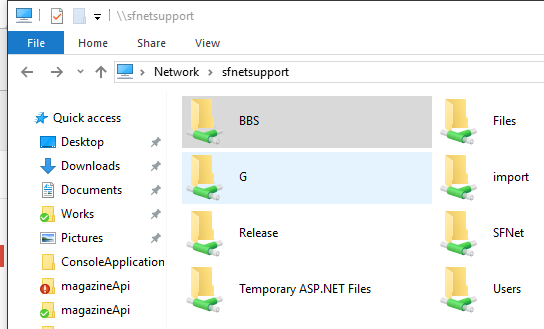 \\sfnetsupport
File Home Share View
Network sfnetsupport
Quick access
Desktop
Downloads
Documents
Works
Pictures
ConsoleApplication
magazineApi
magazineApi
BBS Files
G import
Release SFNet
Temporary ASP.NET Files Users